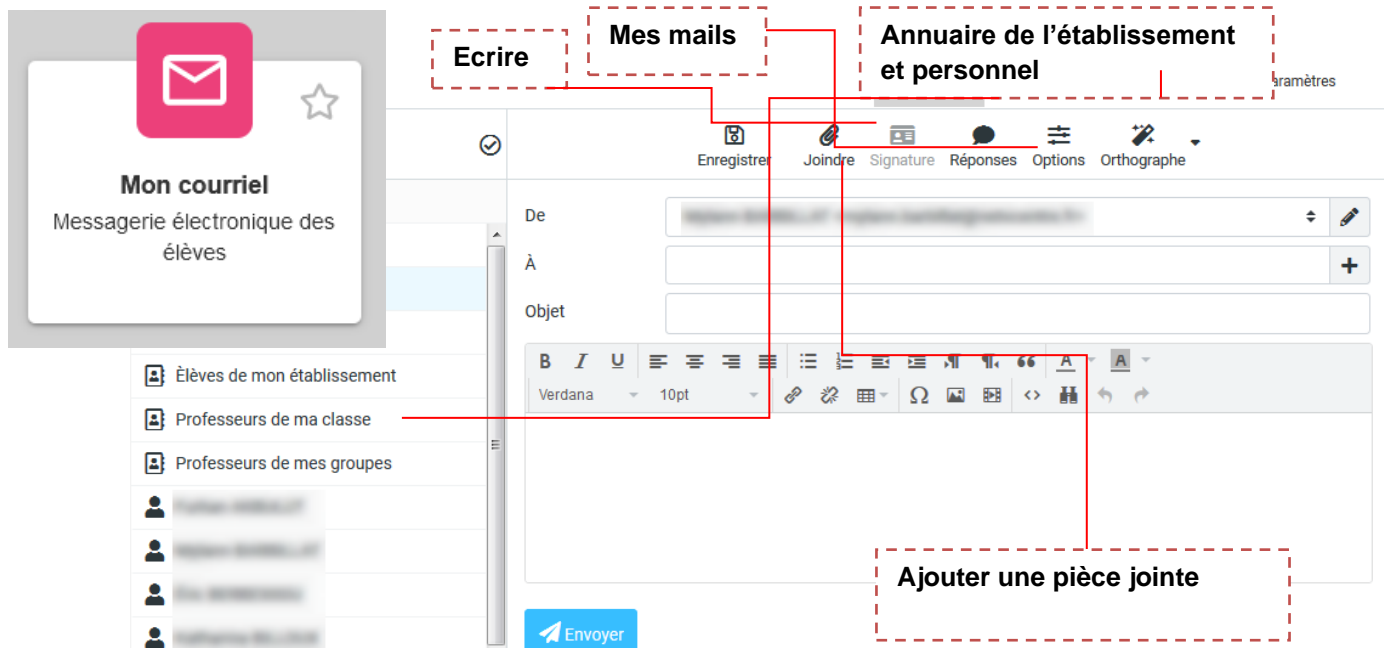 Mes mails
Annuaire de l’établissement
et personnel
Ecrire
aramètres
Enregistrer Joindre Signature Réponses Options Orthographe
Mon courriel
Messagerie électronique des
élèves
De
À
Objet
B I U A A
Verdana 10pt Ω
Èlèves de mon établissement
Professeurs de ma classe
Professeurs de mes groupes
Ajouter une pièce jointe
Envoyer